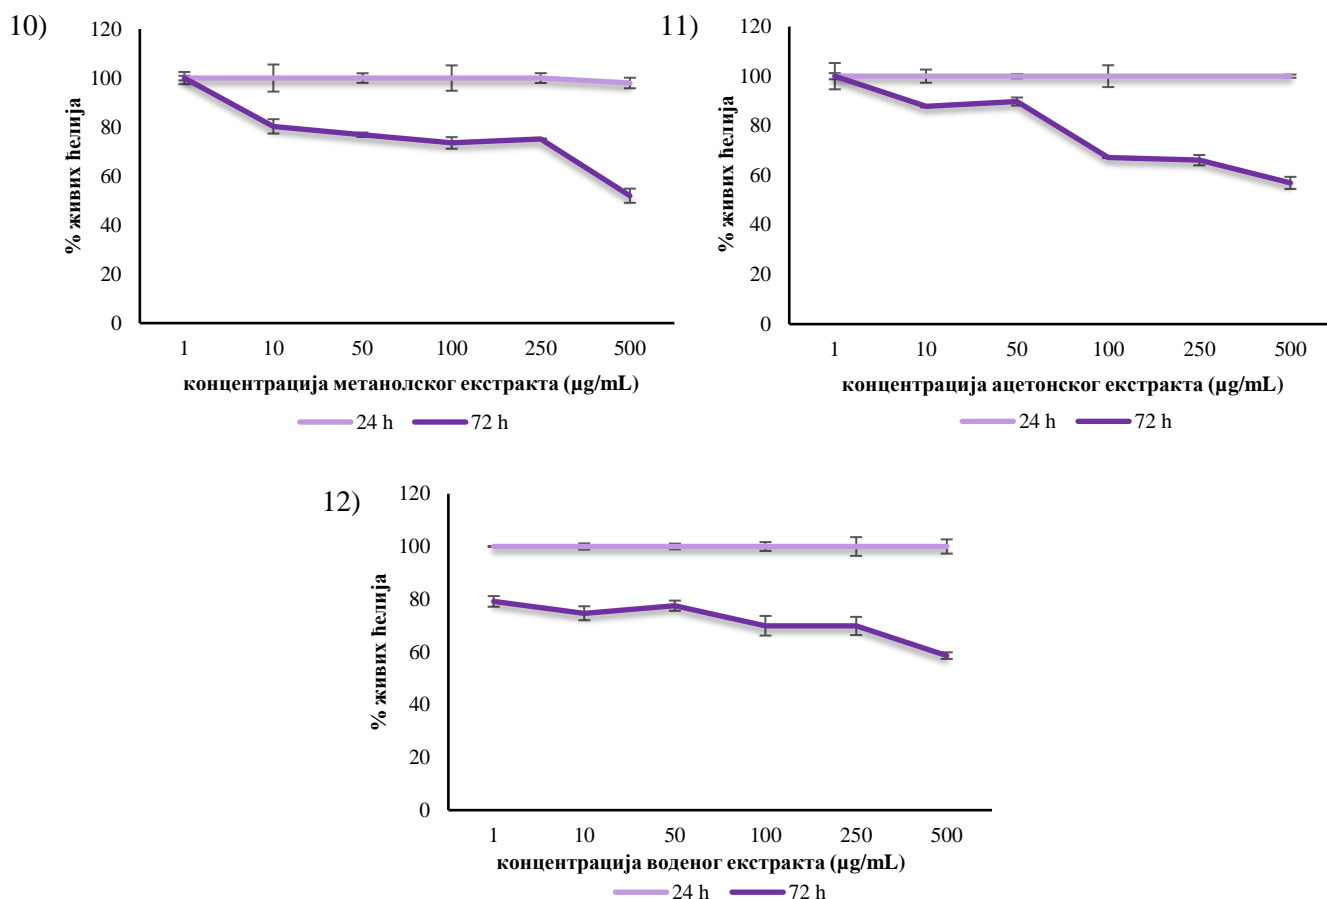 10)
120
100
80
60
40
20
0
% живих ћелија
1 10 50 100 250 500
концентрација метанолског екстракта (µg/mL)
24 h 72 h
11)
120
100
80
60
40
20
0
% живих ћелија
1 10 50 100 250 500
концентрација ацетонског екстракта (µg/mL)
24 h 72 h
12)
120
100
80
60
40
20
0
% живих ћелија
1 10 50 100 250 500
концентрација воденог екстракта (µg/mL)
24 h 72 h